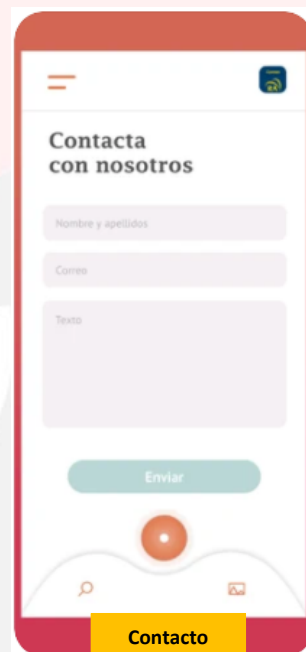 Contacta
con nosotros
Nombre y apellidos
Correo
Texto
Enviar
Contacto